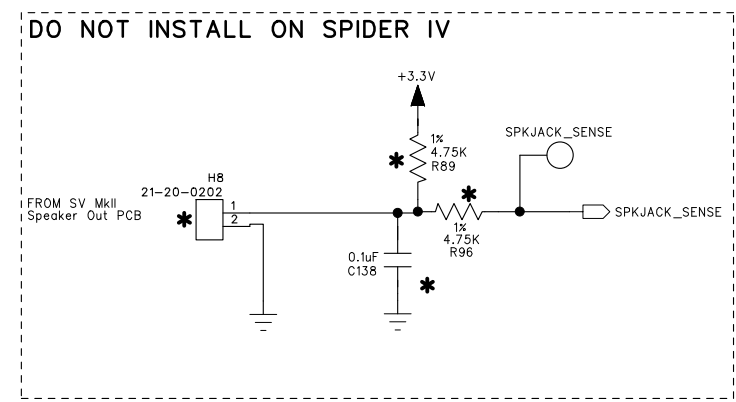 DO NOT INSTALL ON SPIDER IV
+3.3V
1%
4.75K
R89
SPKJACK_SENSE
H8
21-20-0202
1
2
FROM SV MkII
Speaker Out PCB
SPKJACK_SENSE
1%
4.75K
R96
0.1uF
C138